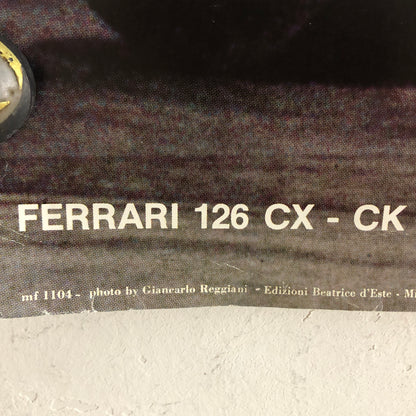 FERRARI 126 CX - CK
mf 1104 - photo by Giancarlo Reggiani - Edizioni Beatrice d'Este -